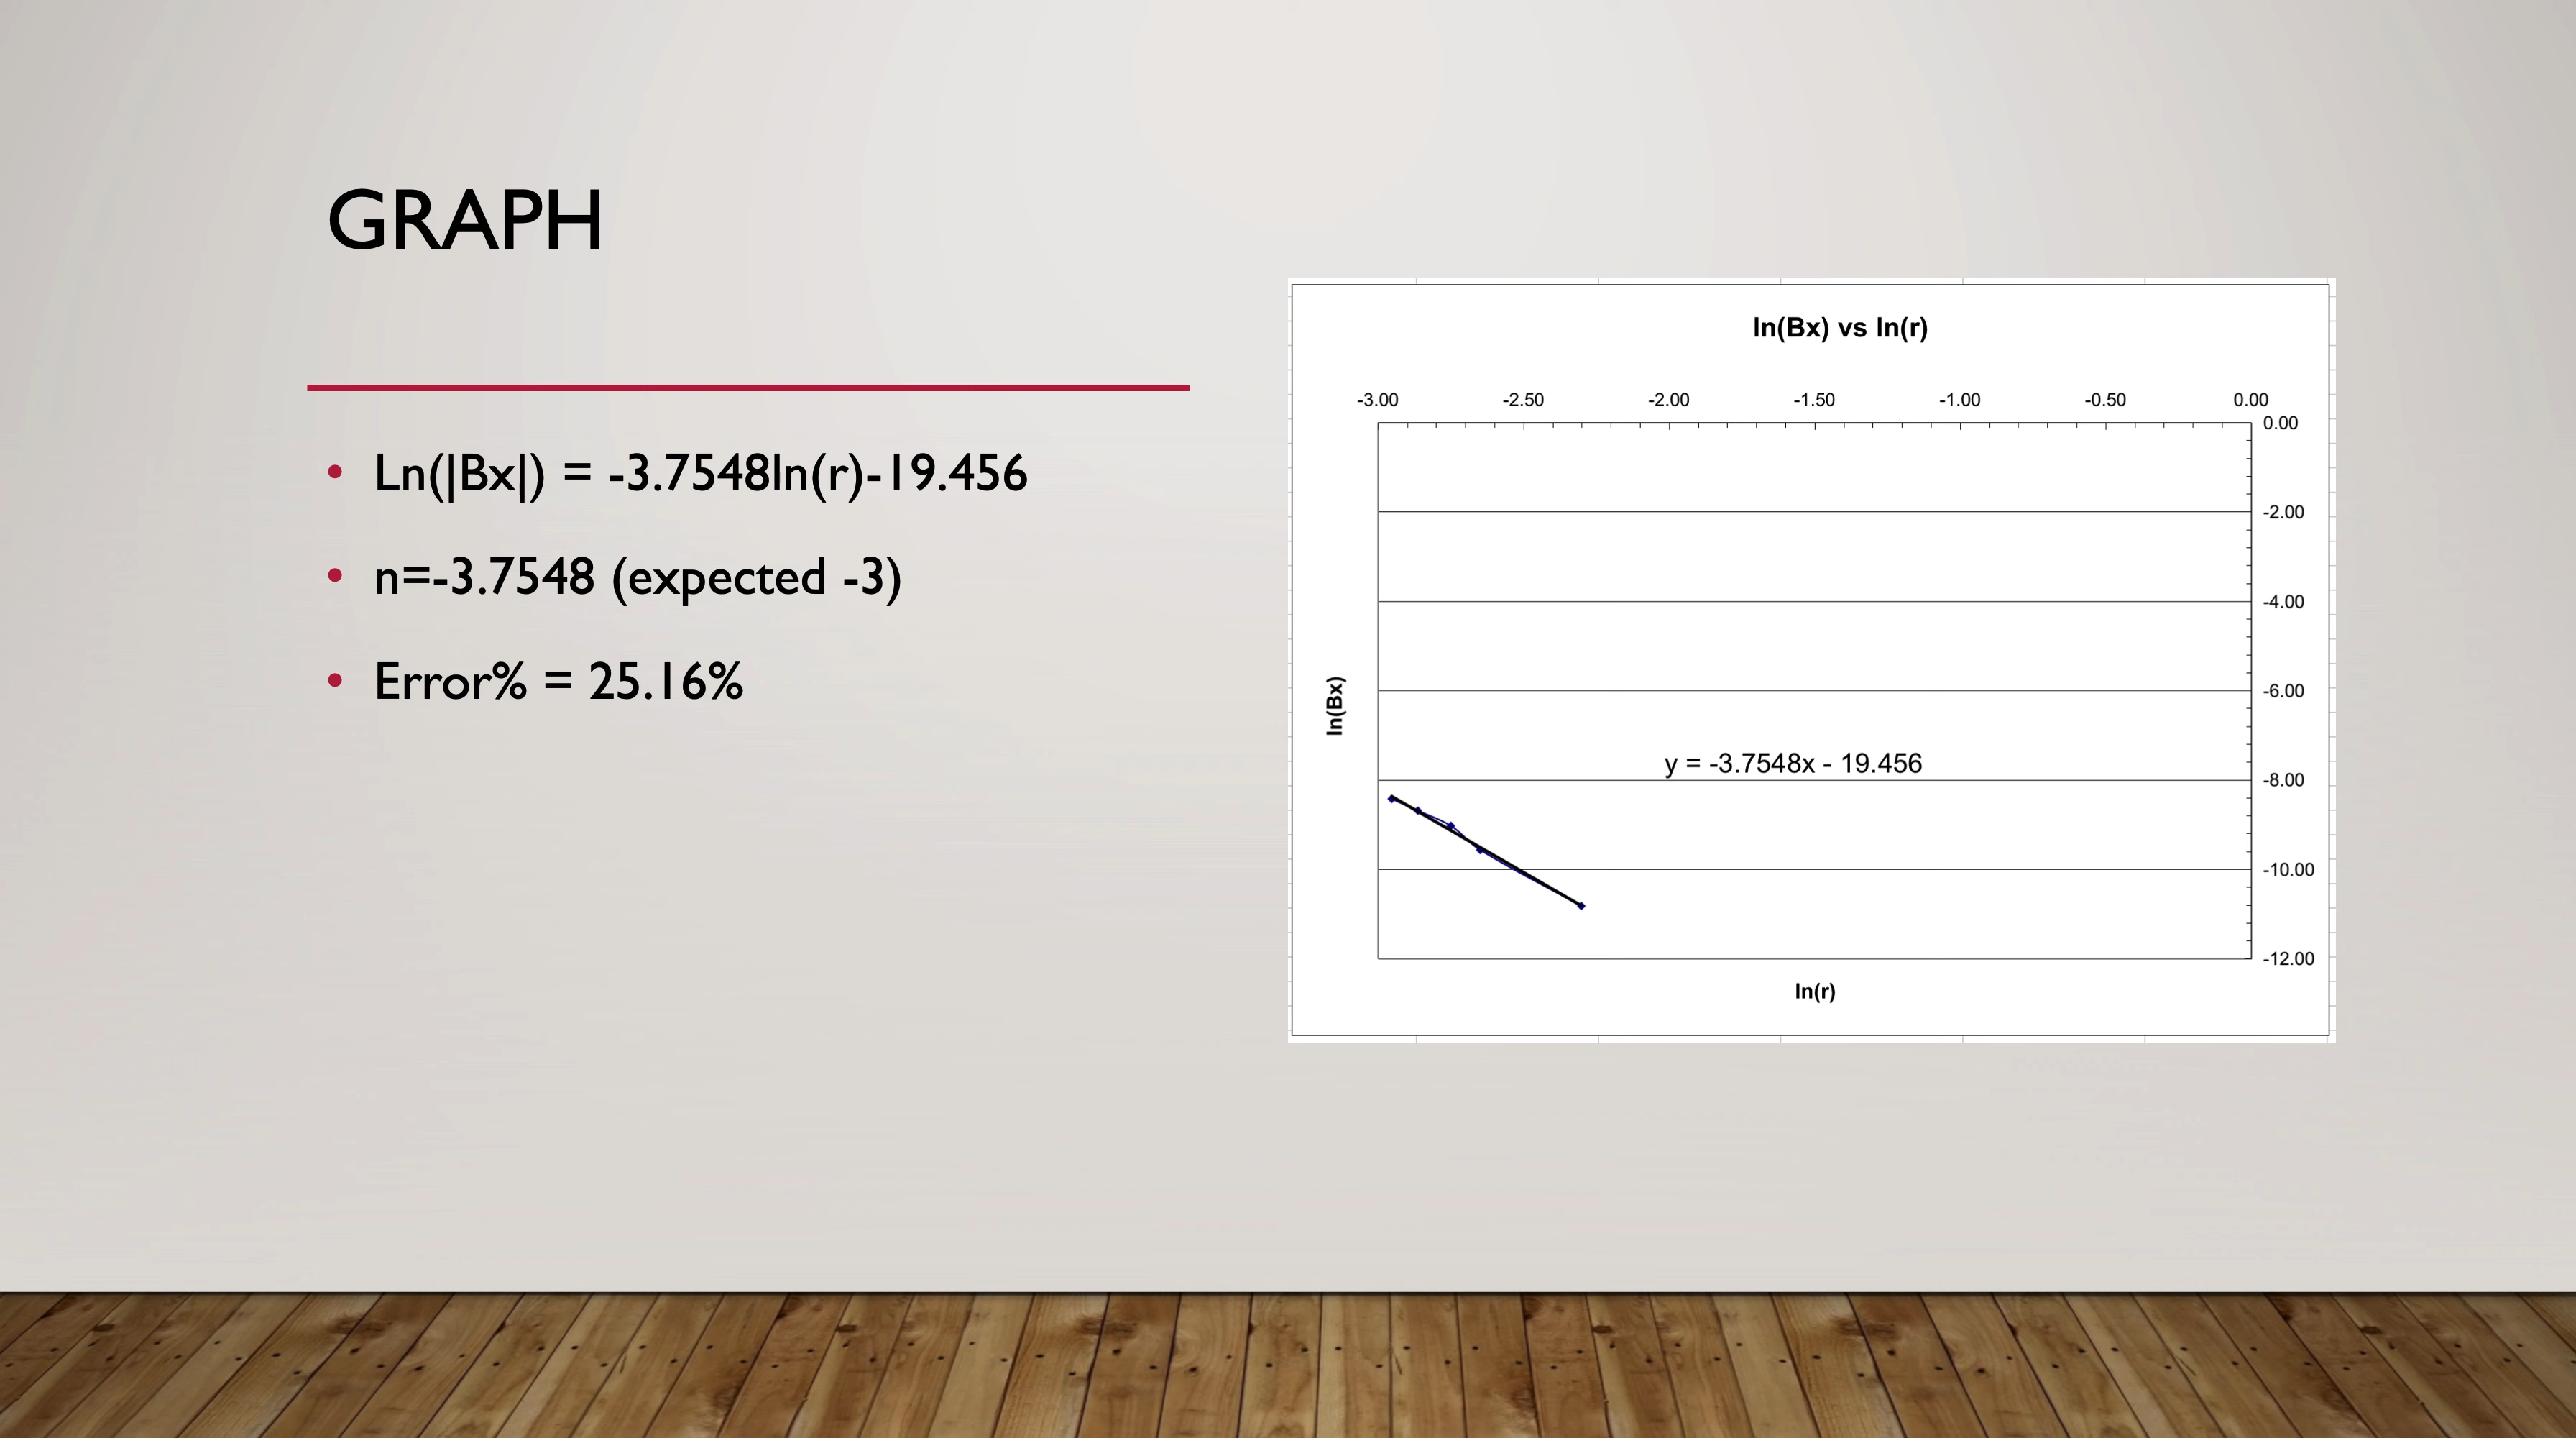 GRAPH
• Ln(|Bx|) = -3.7548ln(r)-19.456
• n=-3.7548 (expected -3)
• Error% = 25.16%
ln(Bx) vs ln(r)
-3.00 -2.50 -2.00 -1.50 -1.00 -0.50 0.00
0.00
-2.00
-4.00
-6.00
ln(Bx)
y = -3.7548x - 19.456
-8.00
-10.00
-12.00
ln(r)